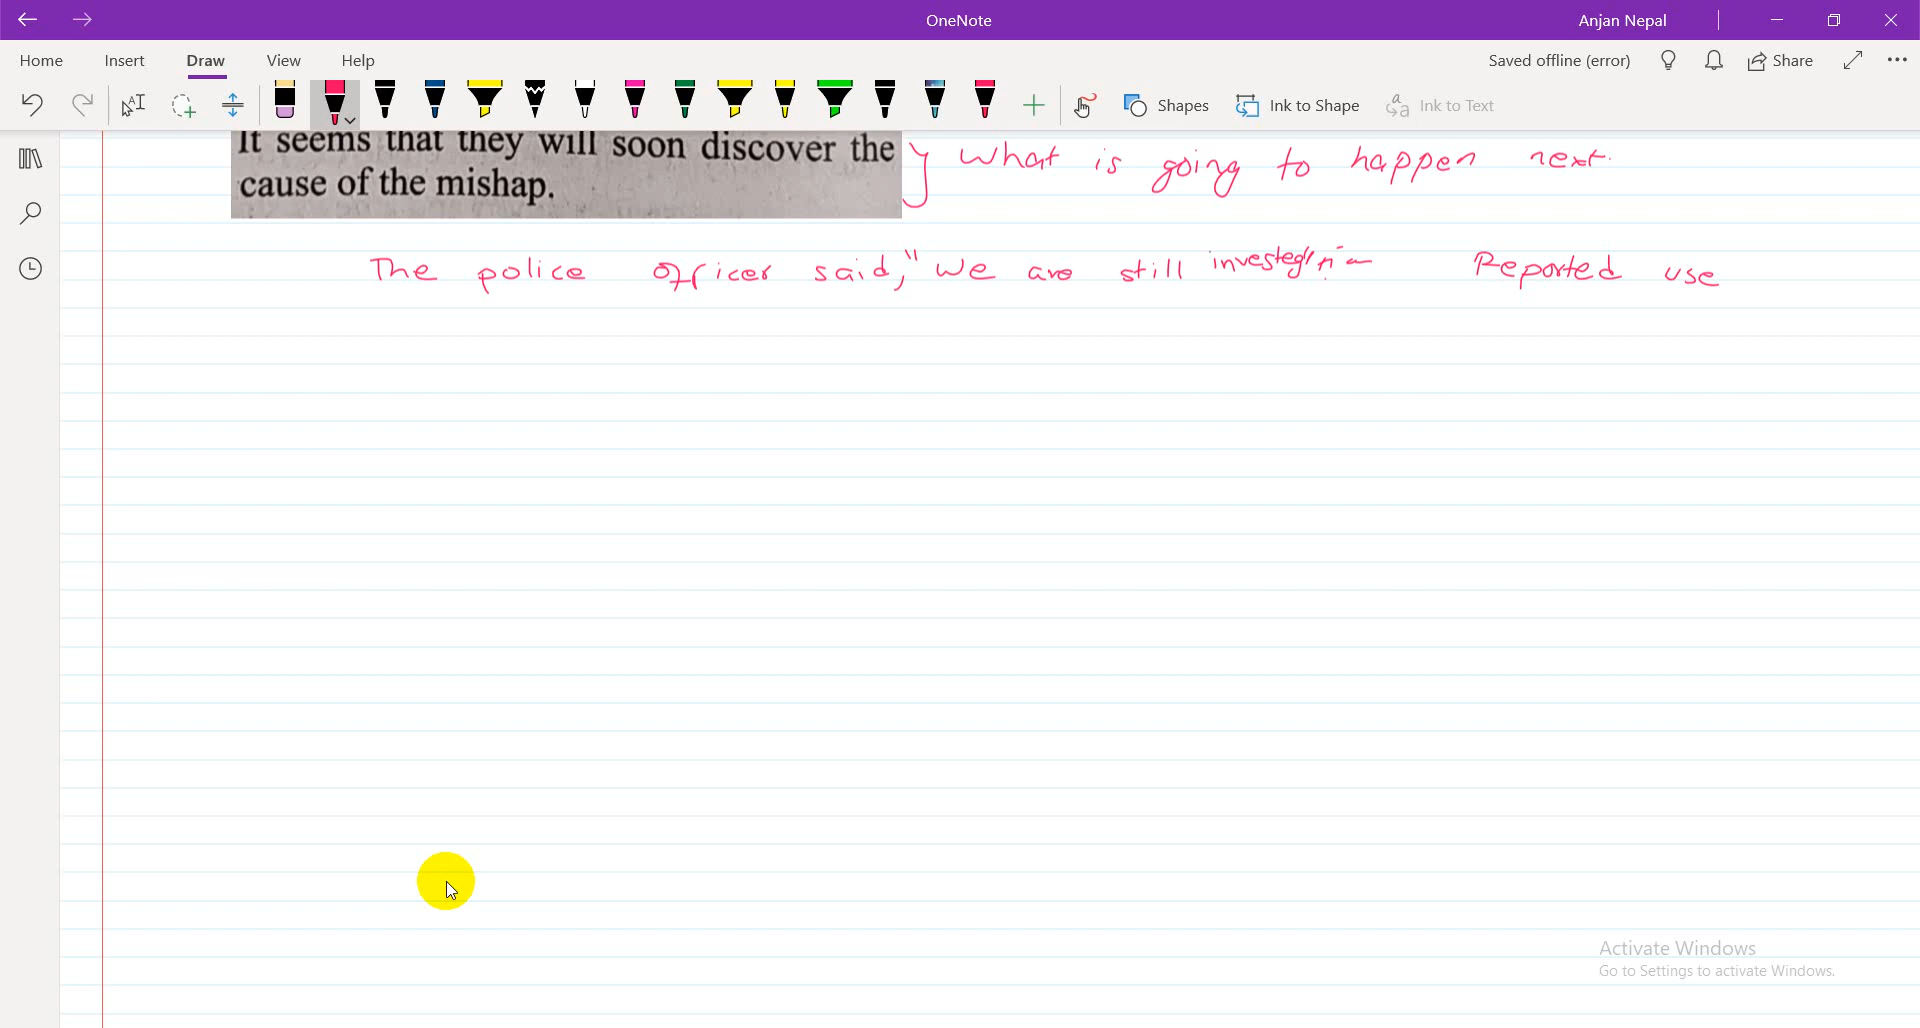 OneNote
Anjan Nepal
Home Insert Draw View Help
Saved offline (error)
Share
Shapes
Ink to Shape
Ink to Text
It seems that they will soon discover the
cause of the mishap.
What is going to happen next.
The police officer said, "We are still Reported use
Activate Windows
Go to Settings to activate Windows.